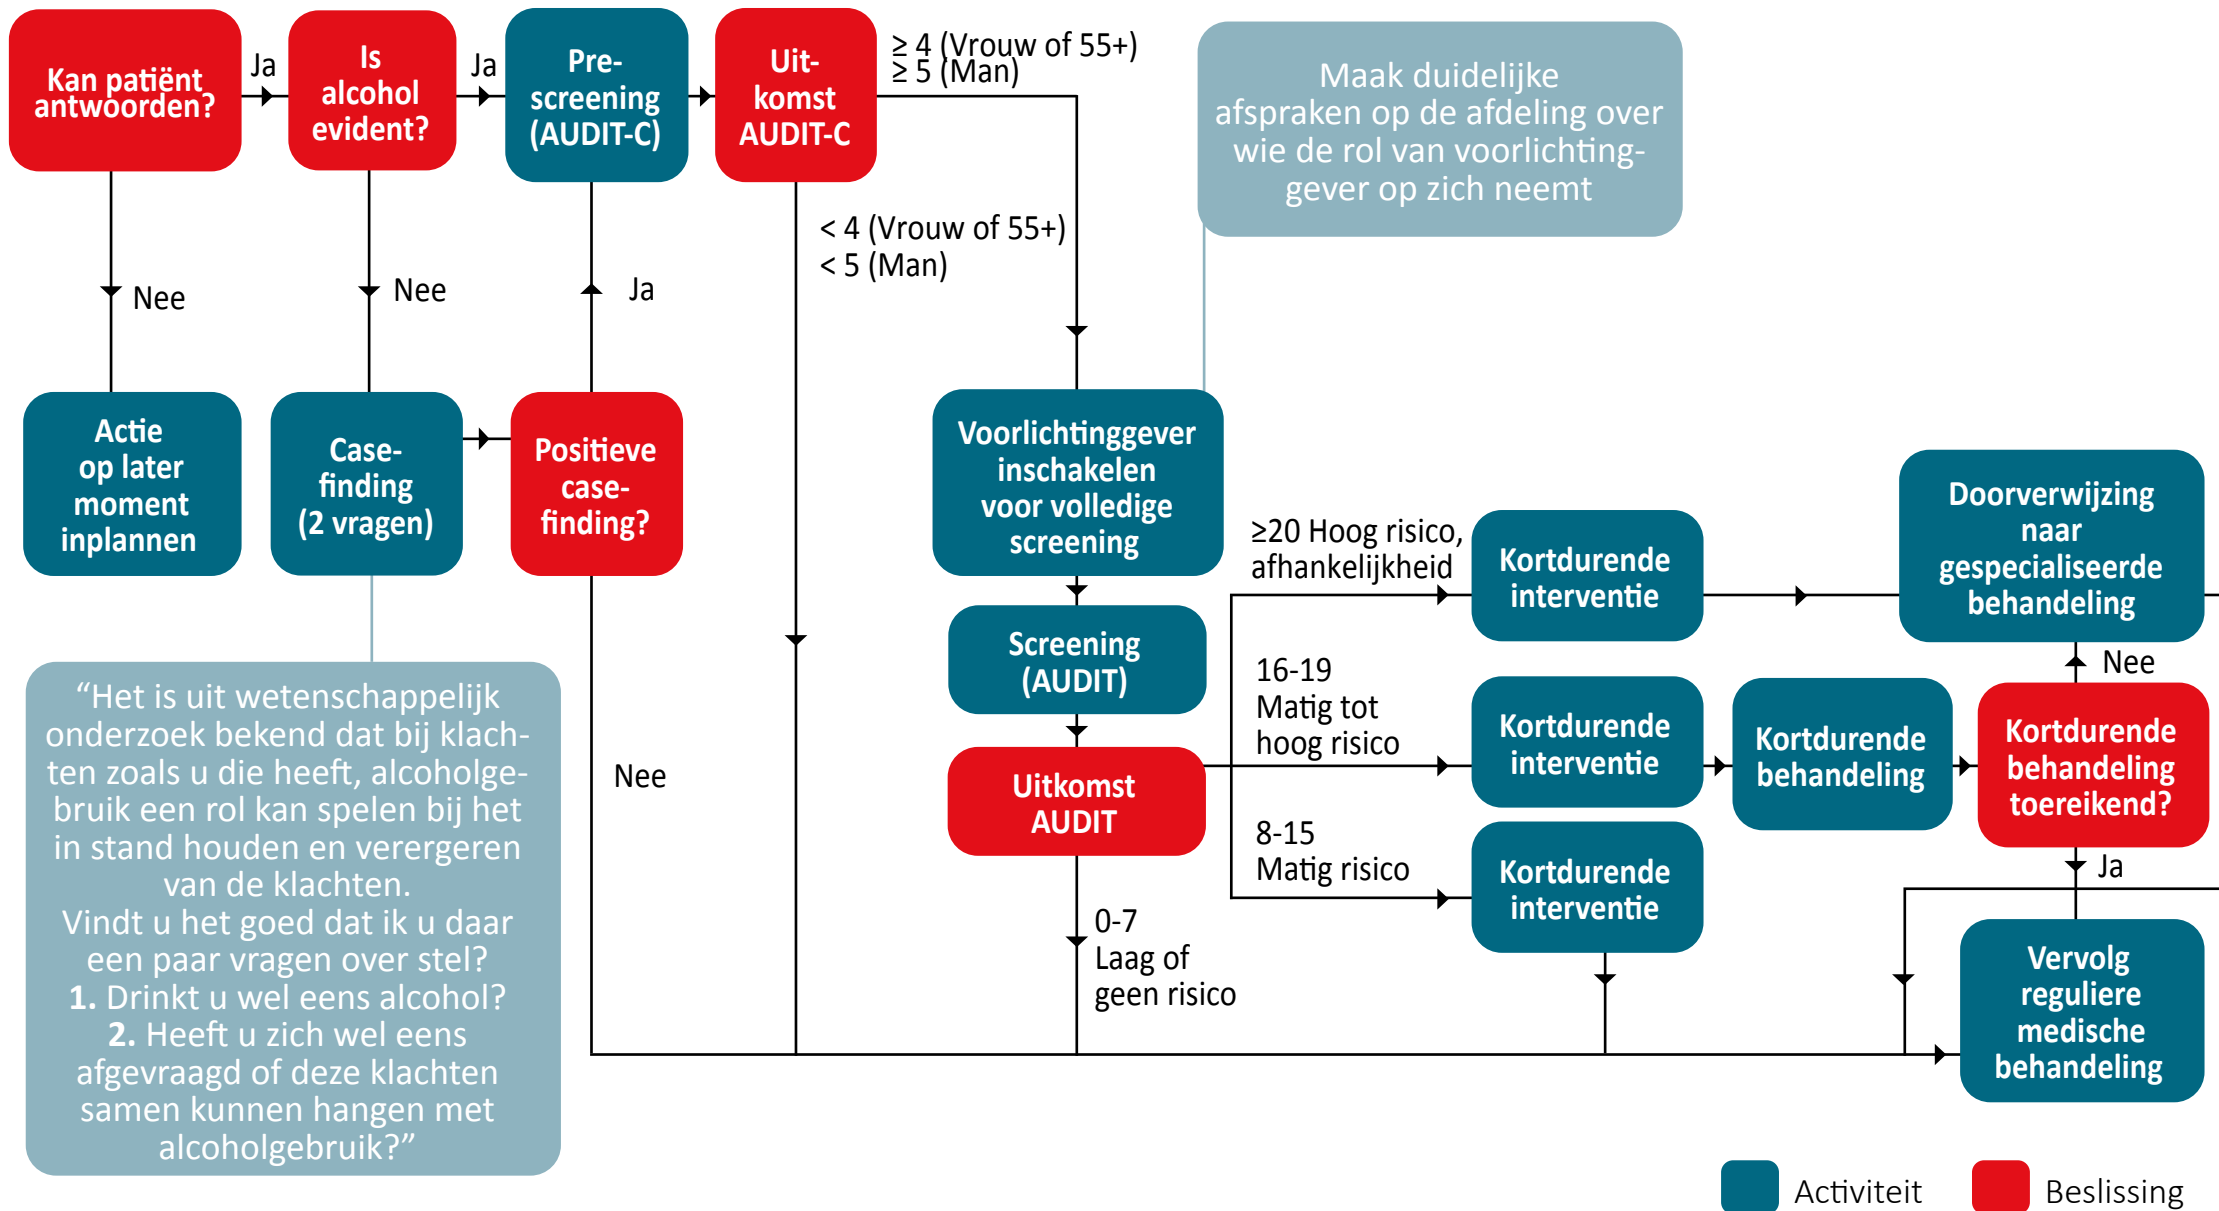 Kan patiënt
antwoorden?
Ja
Is
alcohol
evident?
Ja
Pre-
screening
(AUDIT-C)
Uit-
komst
AUDIT-C
≥ 4 (Vrouw of 55+)
≥ 5 (Man)
Maak duidelijke
afspraken op de afdeling over
wie de rol van voorlichting-
gever op zich neemt
< 4 (Vrouw of 55+)
< 5 (Man)
Nee
Nee
Ja
Actie
op later
moment
inplannen
Case-
finding
(2 vragen)
Positieve
case-
finding?
Voorlichtinggever
inschakelen
voor volledige
screening
≥20 Hoog risico,
afhankelijkheid
Kortdurende
interventie
Doorverwijzing
naar
gespecialiseerde
behandeling
Screening
(AUDIT)
16-19
Matig tot
hoog risico
Kortdurende
interventie
Kortdurende
behandeling
Nee
Kortdurende
behandeling
toereikend?
Ja
"Het is uit wetenschappelijk
onderzoek bekend dat bij klach-
ten zoals u die heeft, alcoholge-
bruik een rol kan spelen bij het
in stand houden en verergeren
van de klachten.
Vindt u het goed dat ik u daar
een paar vragen over stel?
1. Drinkt u wel eens alcohol?
2. Heeft u zich wel eens
afgevraagd of deze klachten
samen kunnen hangen met
alcoholgebruik?"
Nee
Uitkomst
AUDIT
8-15
Matig risico
Kortdurende
interventie
0-7
Laag of
geen risico
Vervolg
reguliere
medische
behandeling
Activiteit
Beslissing